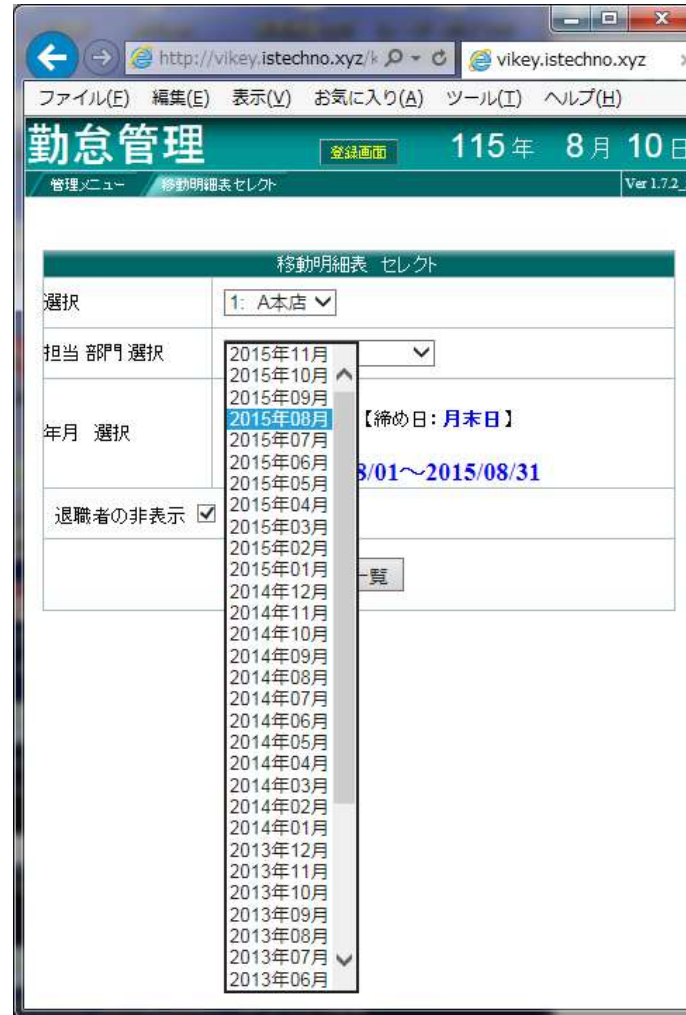 http://vikey.istechno.xyz/k
vikey.istechno.xyz
ファイル(F) 編集(E) 表示(V) お気に入り(A) ツール(T) ヘルプ(H)
勤怠管理 登録画面 115年 8月 10日
管理メニュー 移動明細表セレクト Ver 1.7.2_
移動明細表 セレクト
選択 1: A本店
担当 部門 選択
年月 選択 【締め日：月末日】
8/01～2015/08/31
退職者の非表示
一覧
2015年11月
2015年10月
2015年09月
2015年08月
2015年07月
2015年06月
2015年05月
2015年04月
2015年03月
2015年02月
2015年01月
2014年12月
2014年11月
2014年10月
2014年09月
2014年08月
2014年07月
2014年06月
2014年05月
2014年04月
2014年03月
2014年02月
2014年01月
2013年12月
2013年11月
2013年10月
2013年09月
2013年08月
2013年07月
2013年06月